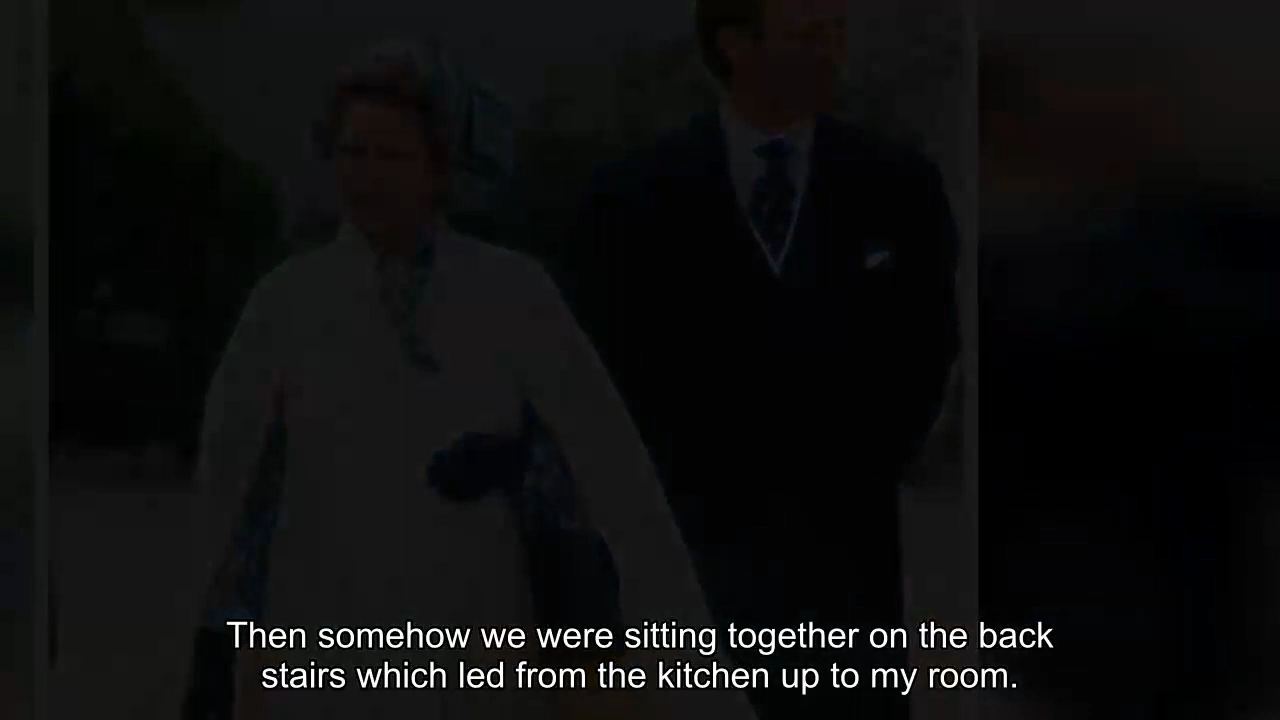 Then somehow we were sitting together on the back
stairs which led from the kitchen up to my room.